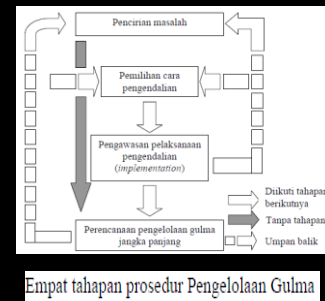 Pencirian masalah
Pemilihan cara
pengendalian
Pengawasan pelaksanaan
pengendalian
(implementation)
Perencanaan pengelolaan gulma
jangka panjang
Diikuti tahapan
berikutnya
Tanpa tahapan
Umpan balik
Empat tahapan prosedur Pengelolaan Gulma